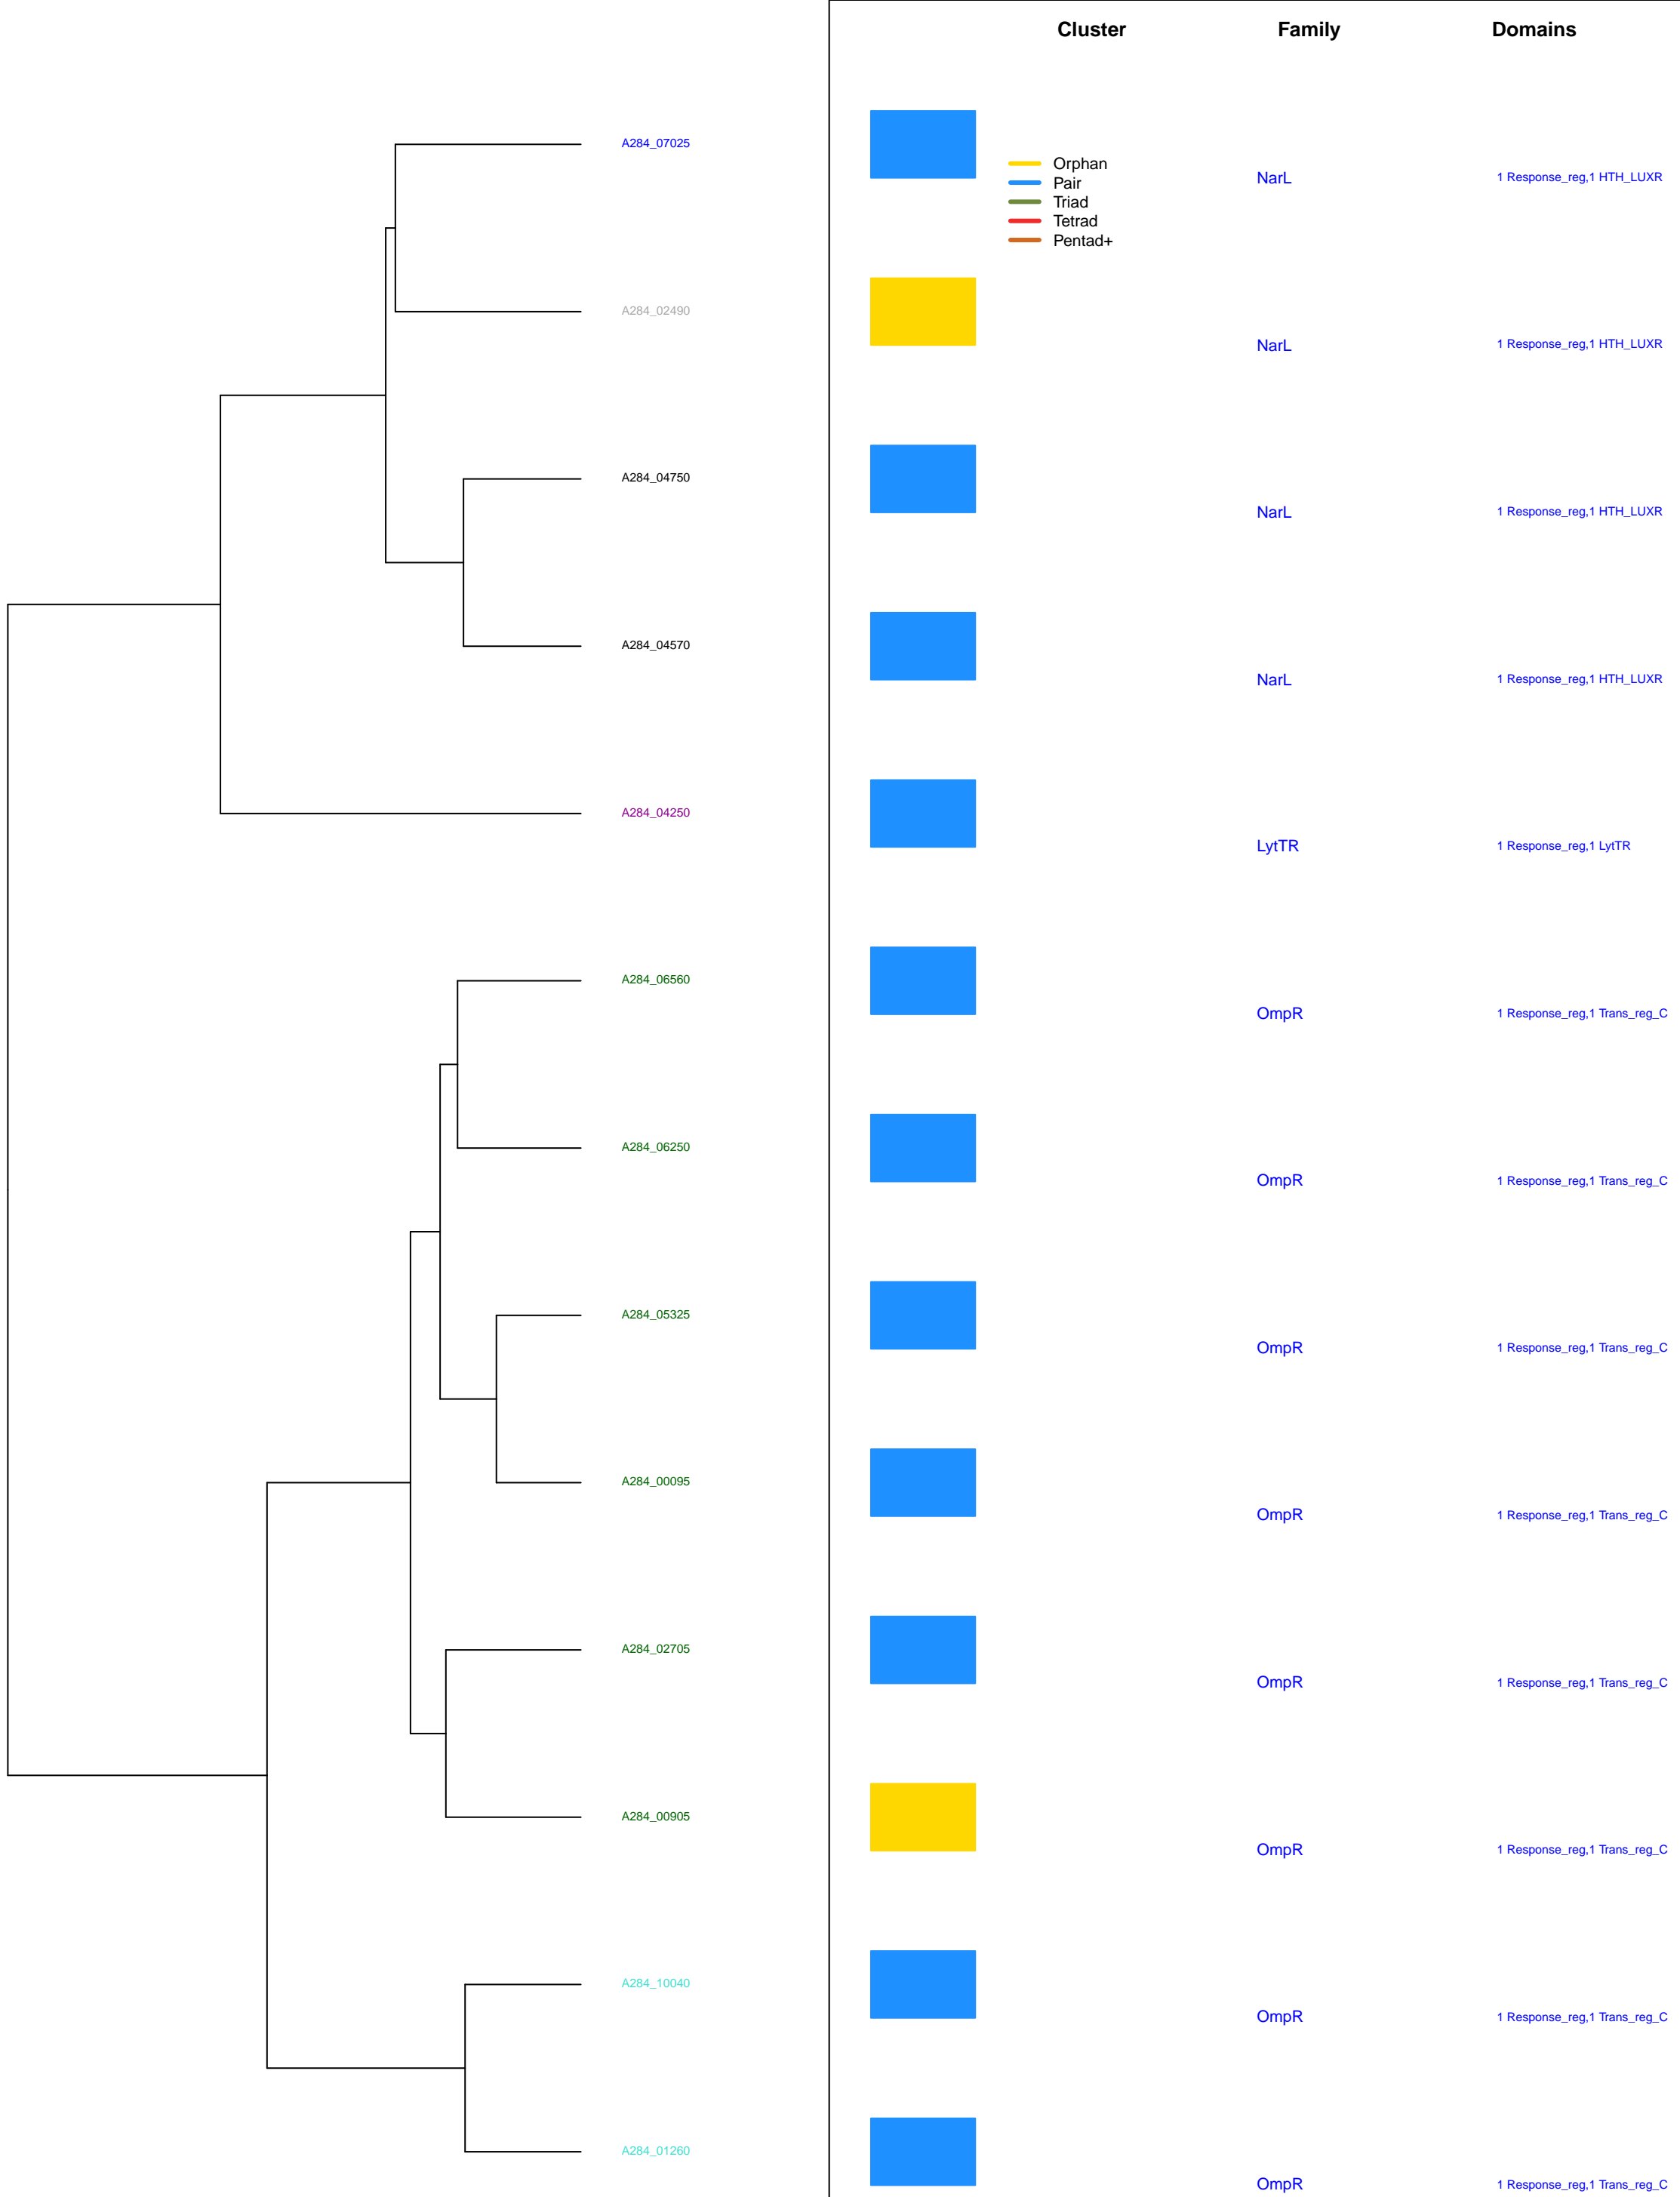 Cluster Family Domains
A284_07025
Orphan
Pair
NarL 1 Response_reg,1 HTH_LUXR
Triad
Tetrad
Pentad+
A284_02490
NarL 1 Response_reg,1 HTH_LUXR
A284_04750
NarL 1 Response_reg,1 HTH_LUXR
A284_04570
NarL 1 Response_reg,1 HTH_LUXR
A284_04250
LytTR 1 Response_reg,1 LytTR
A284_06560
OmpR 1 Response_reg,1 Trans_reg_C
A284_06250
OmpR 1 Response_reg,1 Trans_reg_C
A284_05325
OmpR 1 Response_reg,1 Trans_reg_C
A284_00095
OmpR 1 Response_reg,1 Trans_reg_C
A284_02705
OmpR 1 Response_reg,1 Trans_reg_C
A284_00905
OmpR 1 Response_reg,1 Trans_reg_C
A284_10040
OmpR 1 Response_reg,1 Trans_reg_C
A284_01260
OmpR 1 Response_reg,1 Trans_reg_C